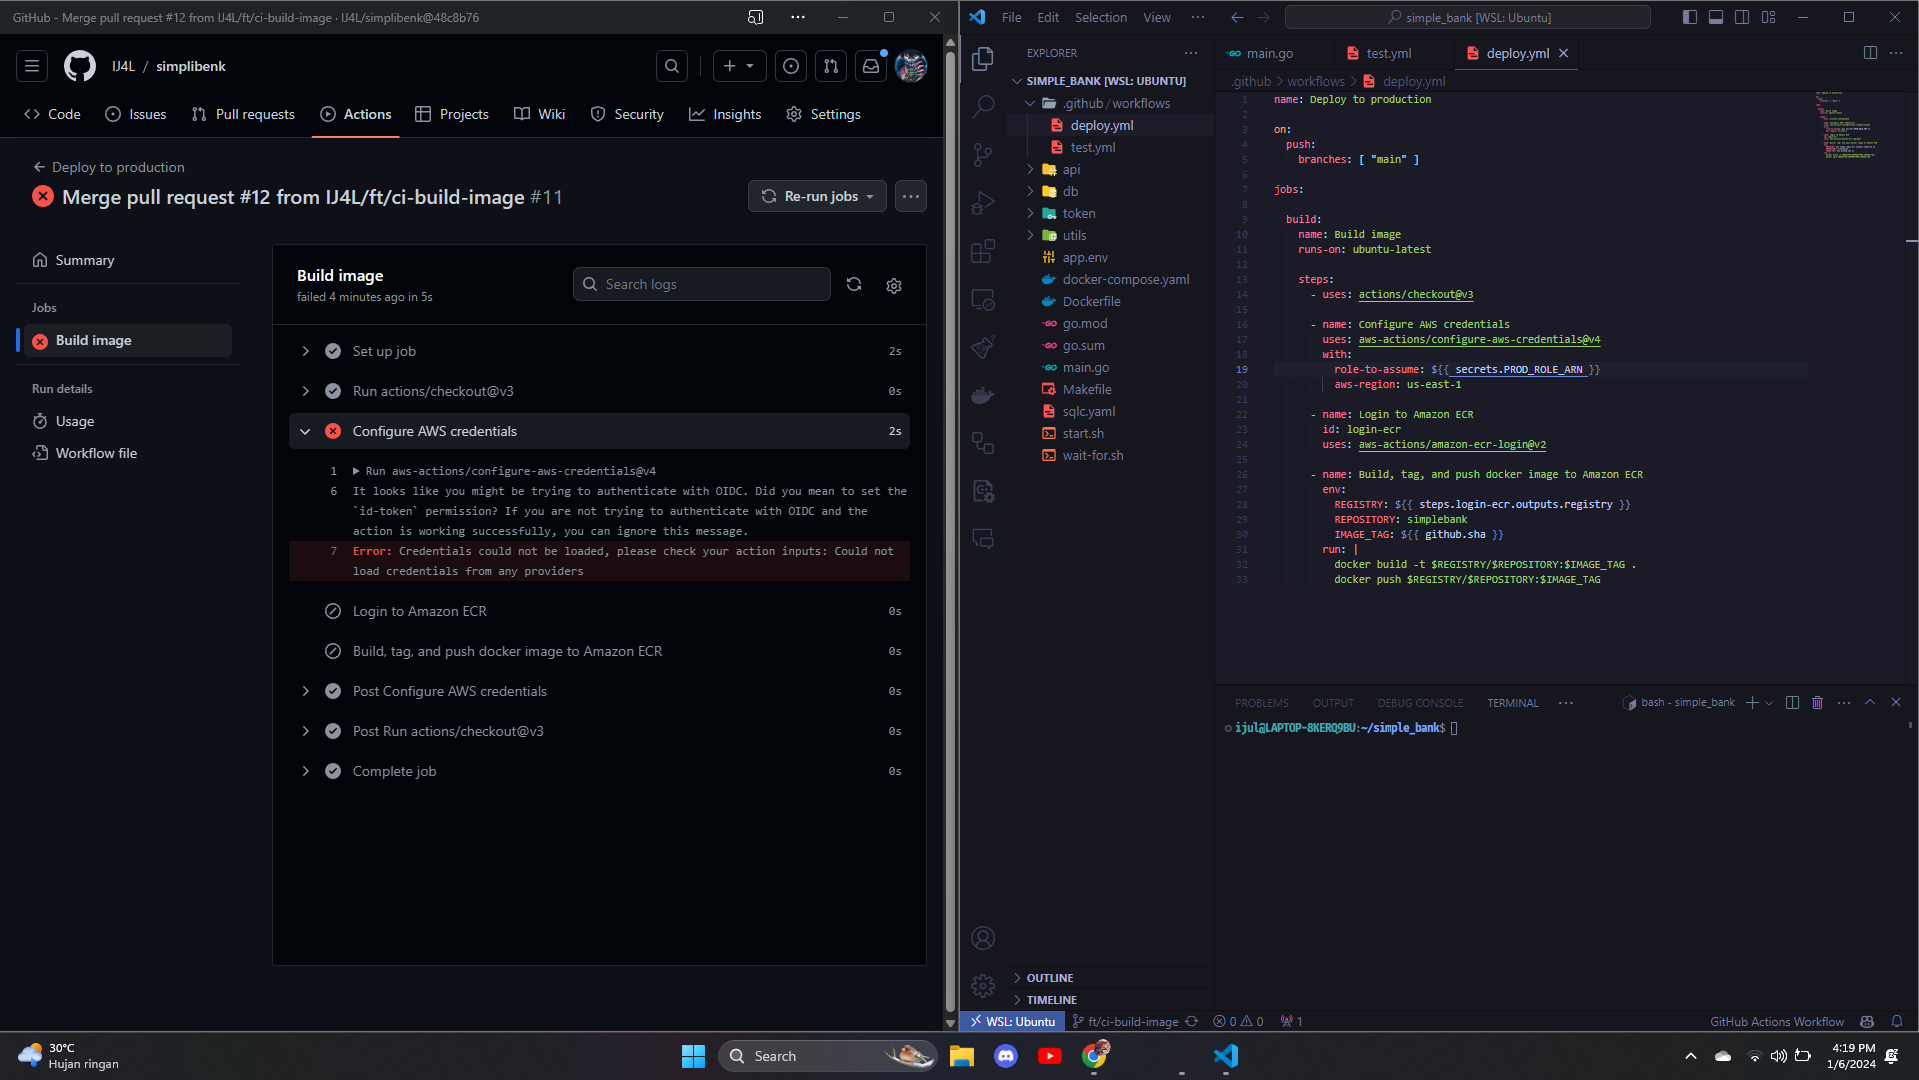 GitHub - Merge pull request #12 from IJ4L/ft/ci-build-image · IJ4L/simplibenk@48c8b76
IJ4L / simplibenk
Code
Issues
Pull requests
Actions
Projects
Wiki
Security
Insights
Settings
Deploy to production
Merge pull request #12 from IJ4L/ft/ci-build-image #11
Re-run jobs
Summary
Jobs
Build image
Run details
Usage
Workflow file
Build image
failed 4 minutes ago in 5s
Search logs
Set up job 2s
Run actions/checkout@v3 0s
Configure AWS credentials 2s
1 Run aws-actions/configure-aws-credentials@v4
6 It looks like you might be trying to authenticate with OIDC. Did you mean to set the
`id-token` permission? If you are not trying to authenticate with OIDC and the
action is working successfully, you can ignore this message.
7 Error: Credentials could not be loaded, please check your action inputs: Could not
load credentials from any providers
Login to Amazon ECR 0s
Build, tag, and push docker image to Amazon ECR 0s
Post Configure AWS credentials 0s
Post Run actions/checkout@v3 0s
Complete job 0s
File Edit Selection View
simple_bank [WSL: Ubuntu]
EXPLORER
SIMPLE_BANK [WSL: UBUNTU]
.github / workflows
deploy.yml
test.yml
api
db
token
utils
app.env
docker-compose.yaml
Dockerfile
go.mod
go.sum
main.go
Makefile
sqlc.yaml
start.sh
wait-for.sh
OUTLINE
TIMELINE
main.go
test.yml
deploy.yml
.github > workflows > deploy.yml
1 name: Deploy to production
2
3 on:
4 push:
5 branches: [ "main" ]
6
7 jobs:
8
9 build:
10 name: Build image
11 runs-on: ubuntu-latest
12
13 steps:
14 - uses: actions/checkout@v3
15
16 - name: Configure AWS credentials
17 uses: aws-actions/configure-aws-credentials@v4
18 with:
19 role-to-assume: ${{ secrets.PROD_ROLE_ARN }}
20 aws-region: us-east-1
21
22 - name: Login to Amazon ECR
23 id: login-ecr
24 uses: aws-actions/amazon-ecr-login@v2
25
26 - name: Build, tag, and push docker image to Amazon ECR
27 env:
28 REGISTRY: ${{ steps.login-ecr.outputs.registry }}
29 REPOSITORY: simplebank
30 IMAGE_TAG: ${{ github.sha }}
31 run: |
32 docker build -t $REGISTRY/$REPOSITORY:$IMAGE_TAG .
33 docker push $REGISTRY/$REPOSITORY:$IMAGE_TAG
PROBLEMS OUTPUT DEBUG CONSOLE TERMINAL
bash - simple_bank
ijul@LAPTOP-8KERQ9BU:~/simple_bank$
WSL: Ubuntu
ft/ci-build-image
0 0
1
GitHub Actions Workflow
30°C
Hujan ringan
Search
4:19 PM
1/6/2024